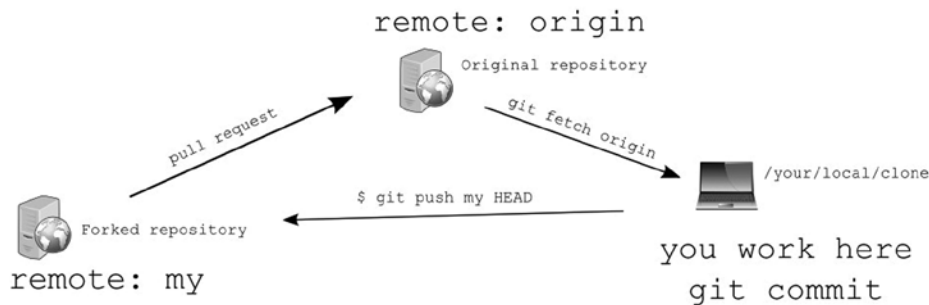 remote: origin
Original repository
pull request
git fetch origin
/your/local/clone
$ git push my HEAD
Forked repository
remote: my
you work here
git commit